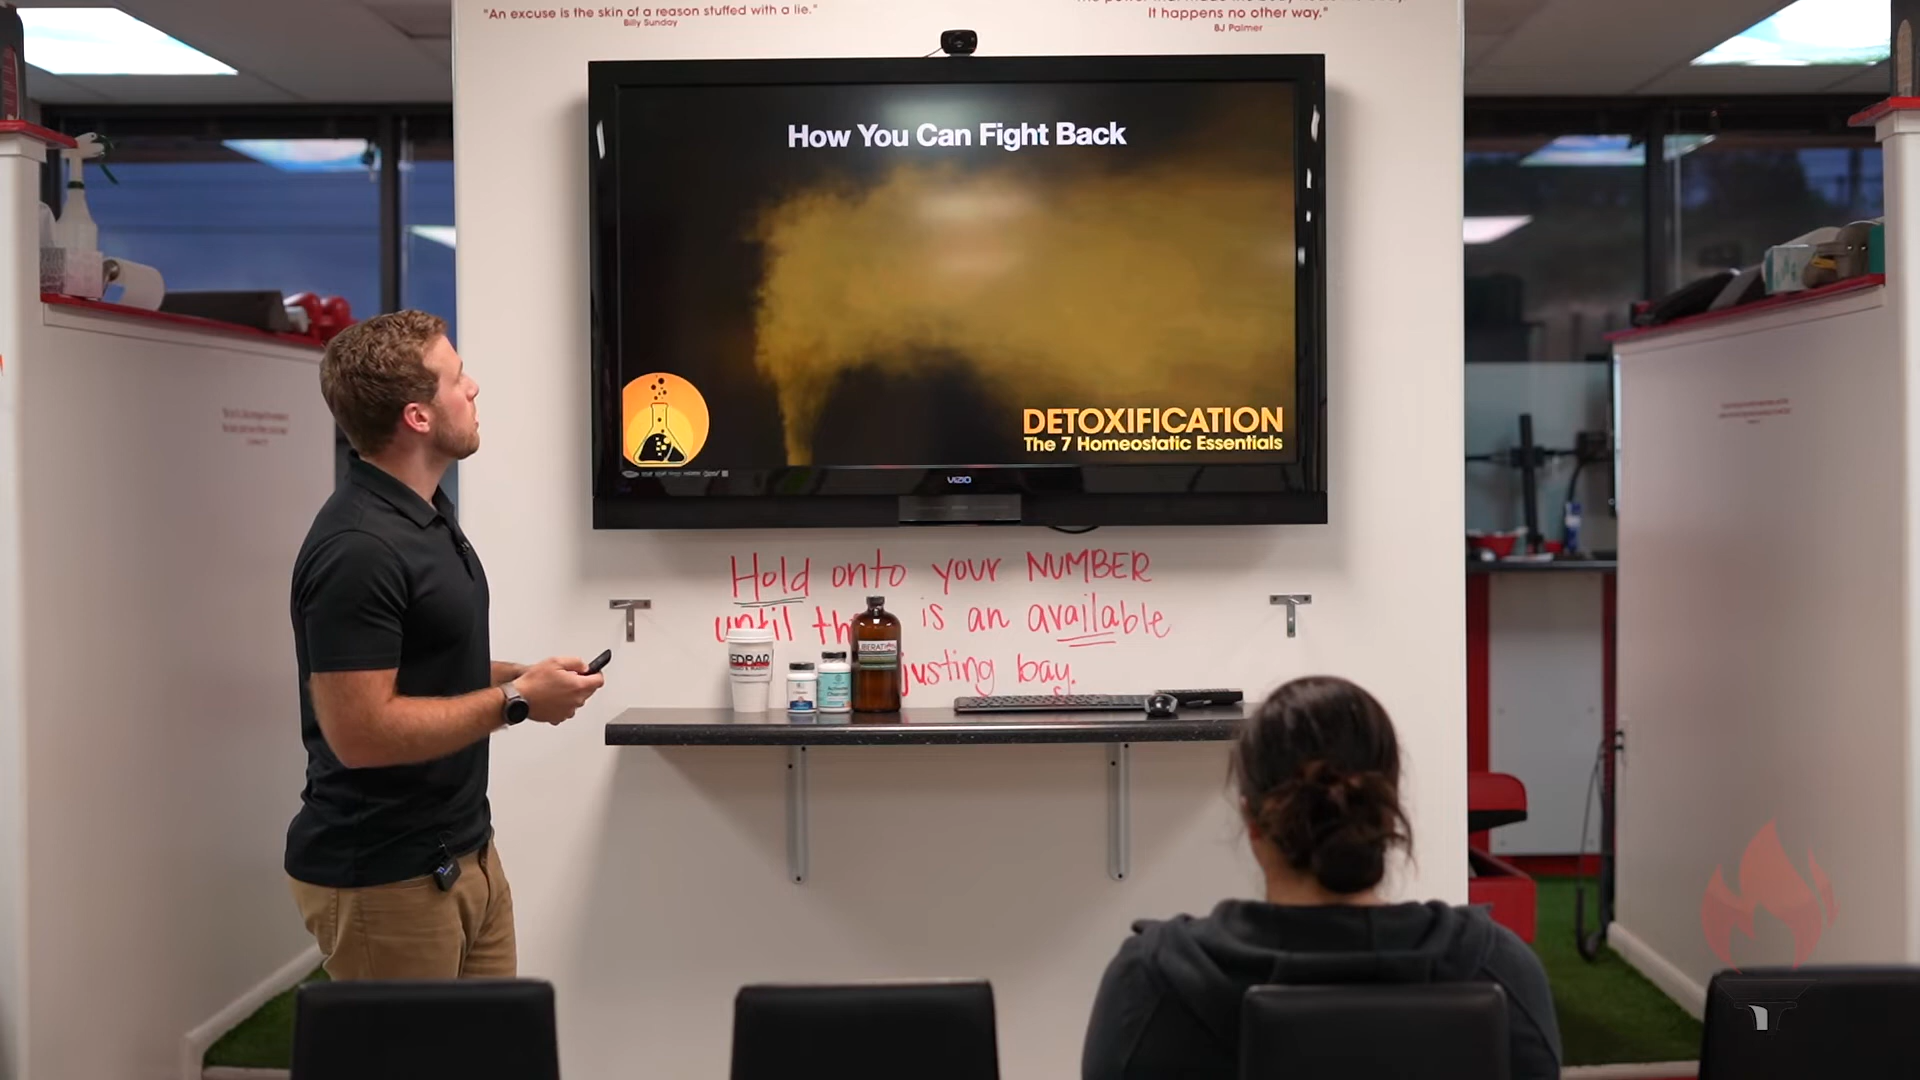 "An excuse is the skin of a reason stuffed with a lie."
Billy Sunday
It happens no other way."
BJ Palmer
How You Can Fight Back
DETOXIFICATION
The 7 Homeostatic Essentials
VIZIO
Hold onto your NUMBER
until is an available
justing bay.
Activated